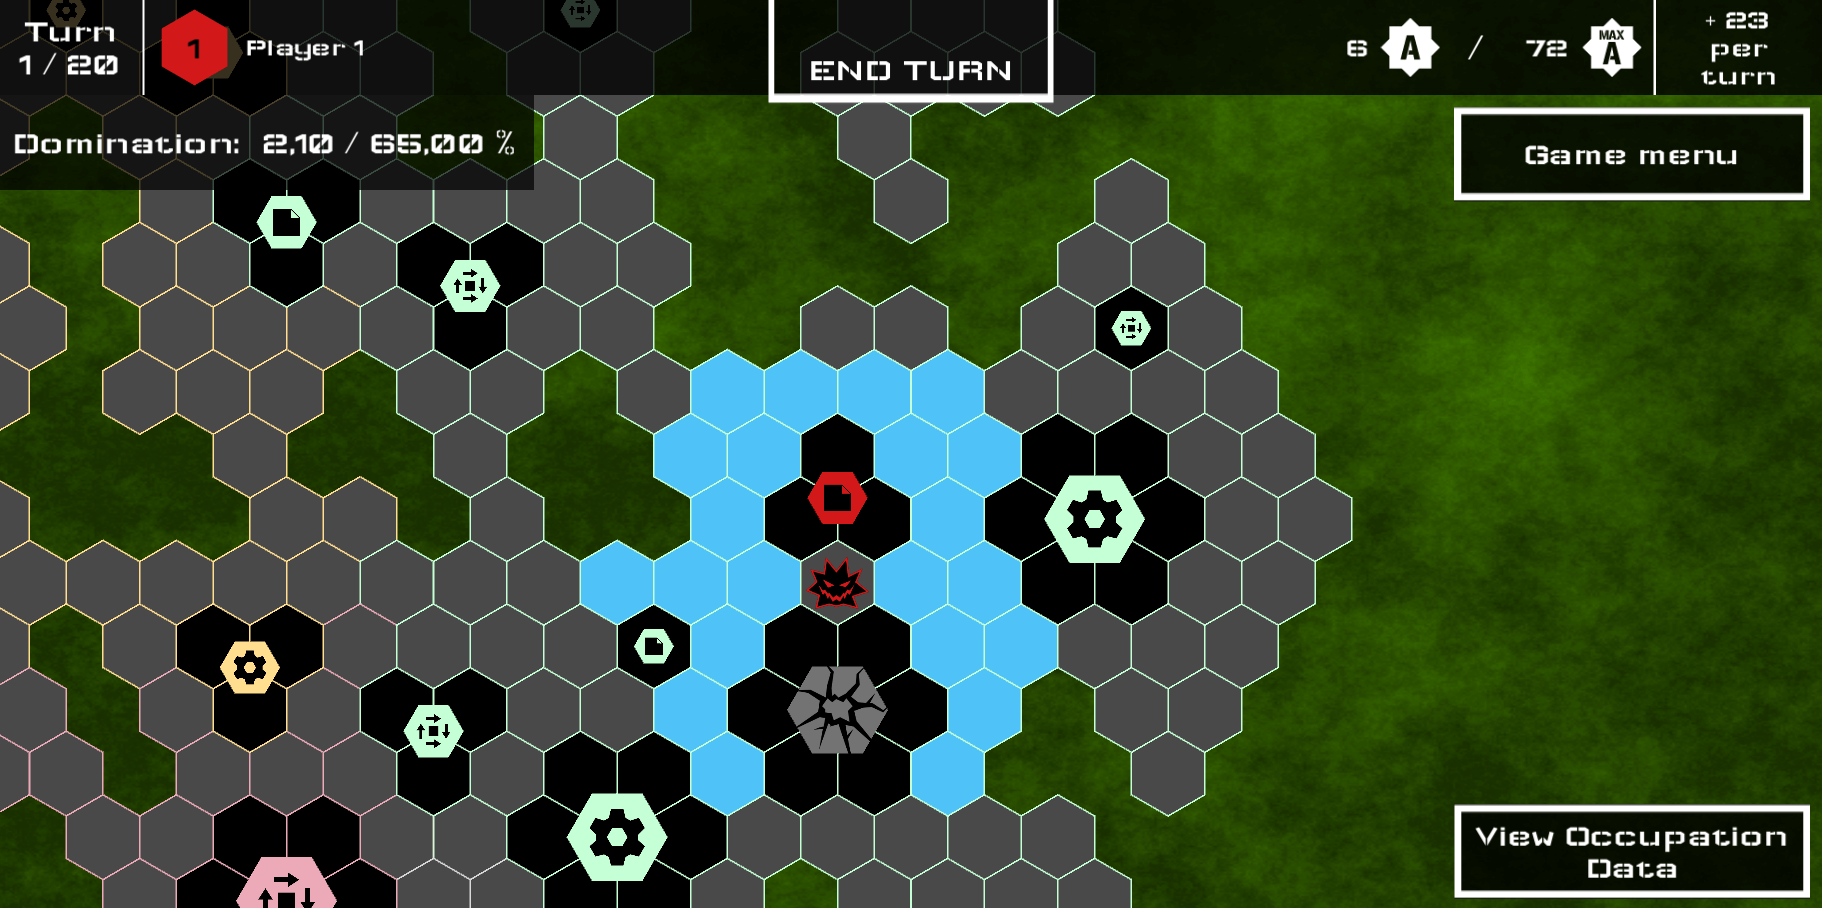 Turn
1 / 20
1
Player 1
END TURN
6 A / 72 MAX A
+ 23
per
turn
Domination: 2,10 / 65,00 %
Game menu
View Occupation
Data